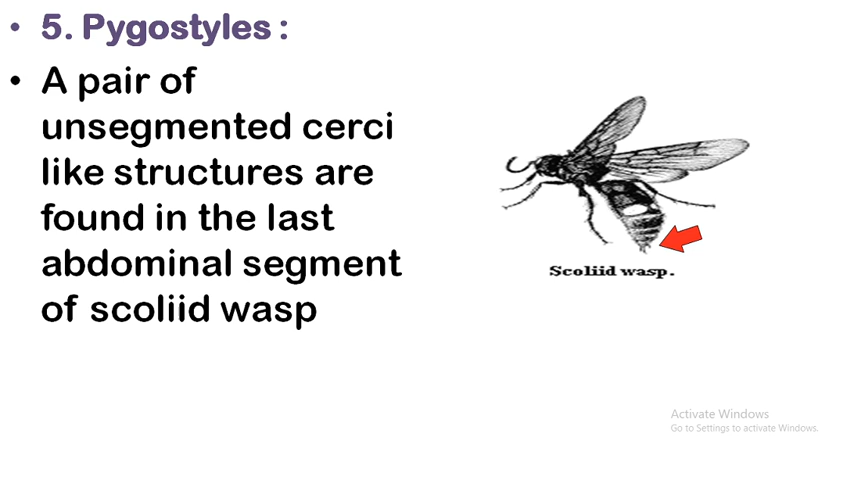 • 5. Pygostyles :
• A pair of
unsegmented cerci
like structures are
found in the last
abdominal segment
of scoliid wasp
Scoliid wasp.
Activate Windows
Go to Settings to activate Windows.